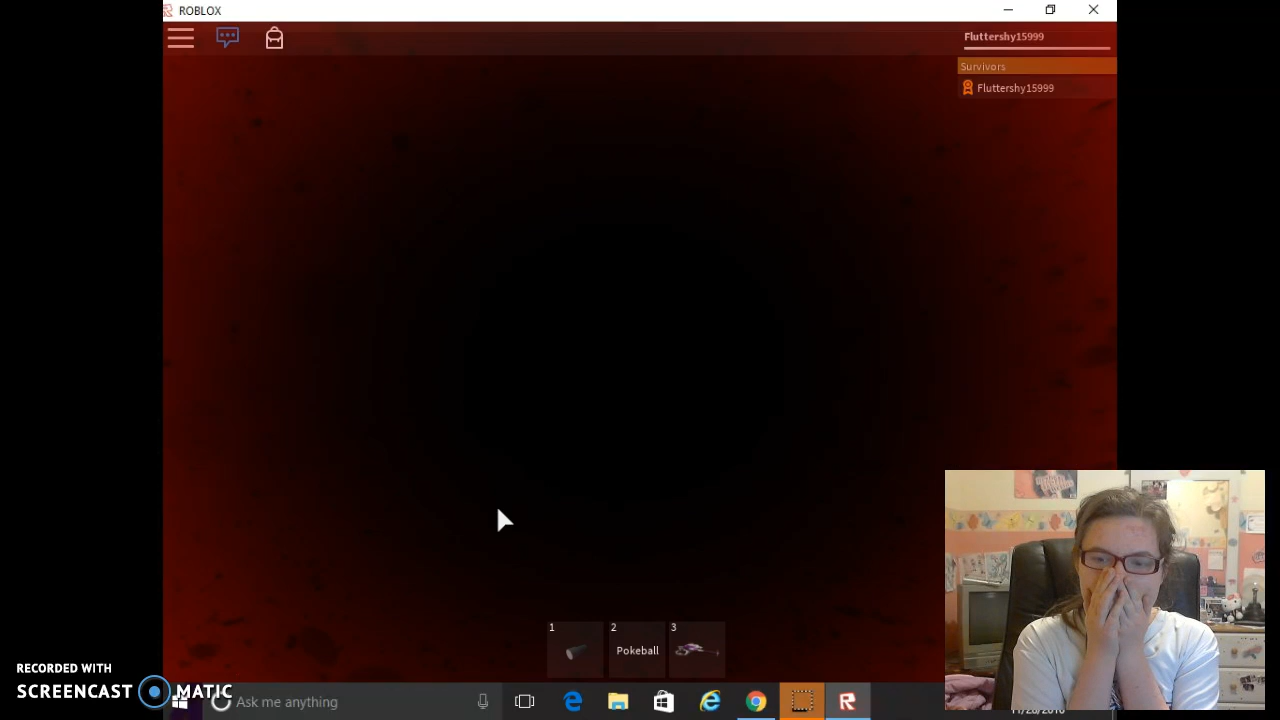 ROBLOX
Fluttershy15999
Survivors
Fluttershy15999
1
2
3
Pokeball
RECORDED WITH
SCREENCAST MATIC
Ask me anything